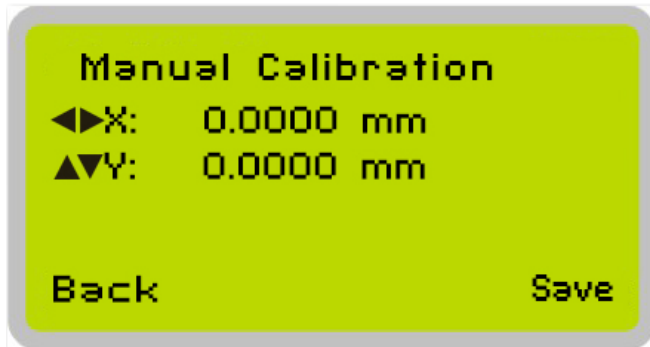 Manual Calibration
◀▶X: 0.0000 mm
▲▼Y: 0.0000 mm
Back Save